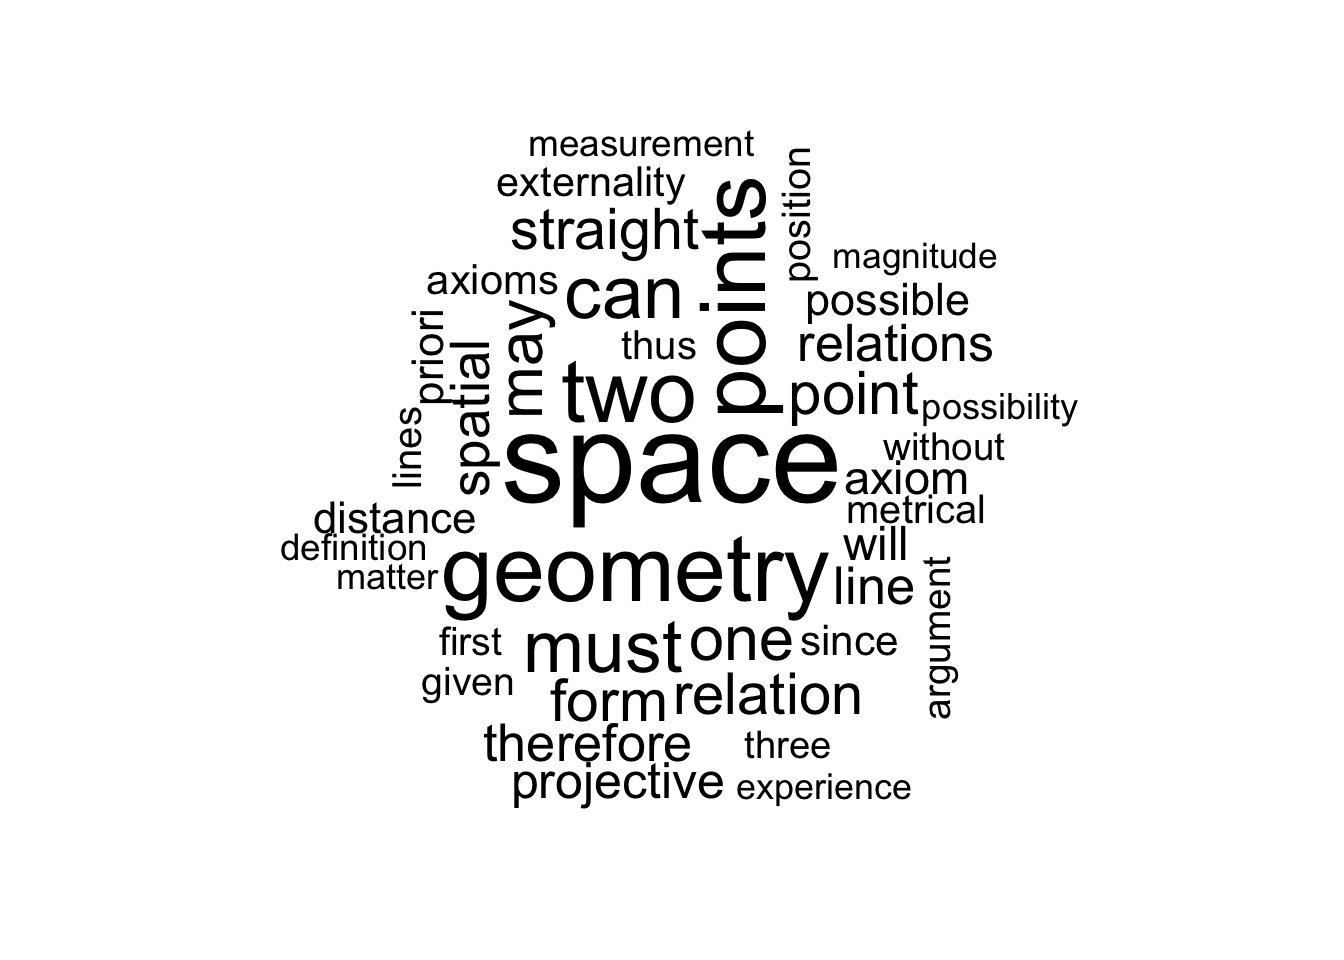 measurement
externality
position
straight
points
magnitude
axioms
can
possible
priori
may
thus
relations
spatial
two
point
possibility
lines
space
without
axiom
distance
metrical
definition
geometry
will
matter
line
argument
first
must
one
since
given
form
relation
therefore
three
projective
experience